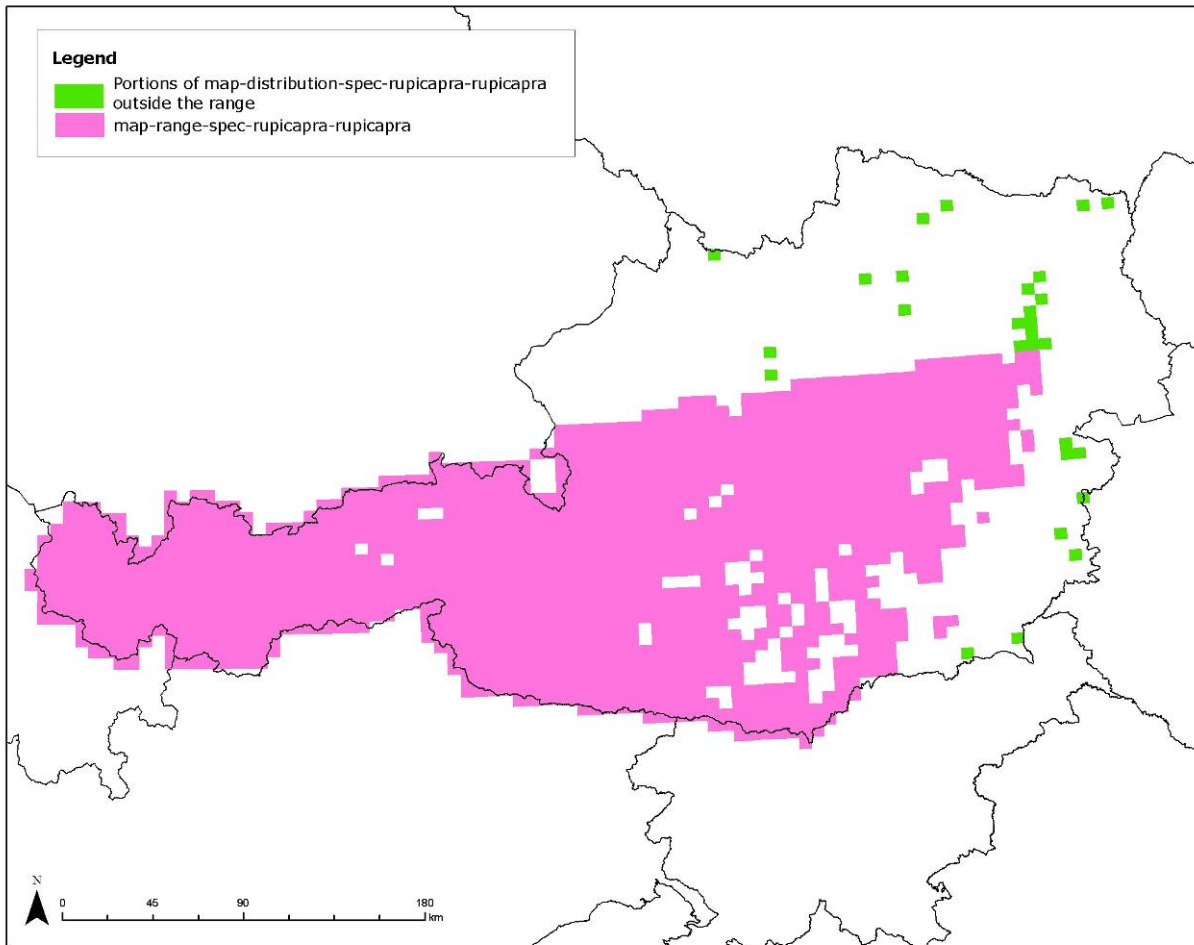 Legend
Portions of map-distribution-spec-rupicapra-rupicapra
outside the range
map-range-spec-rupicapra-rupicapra
N
0 45 90 180
km